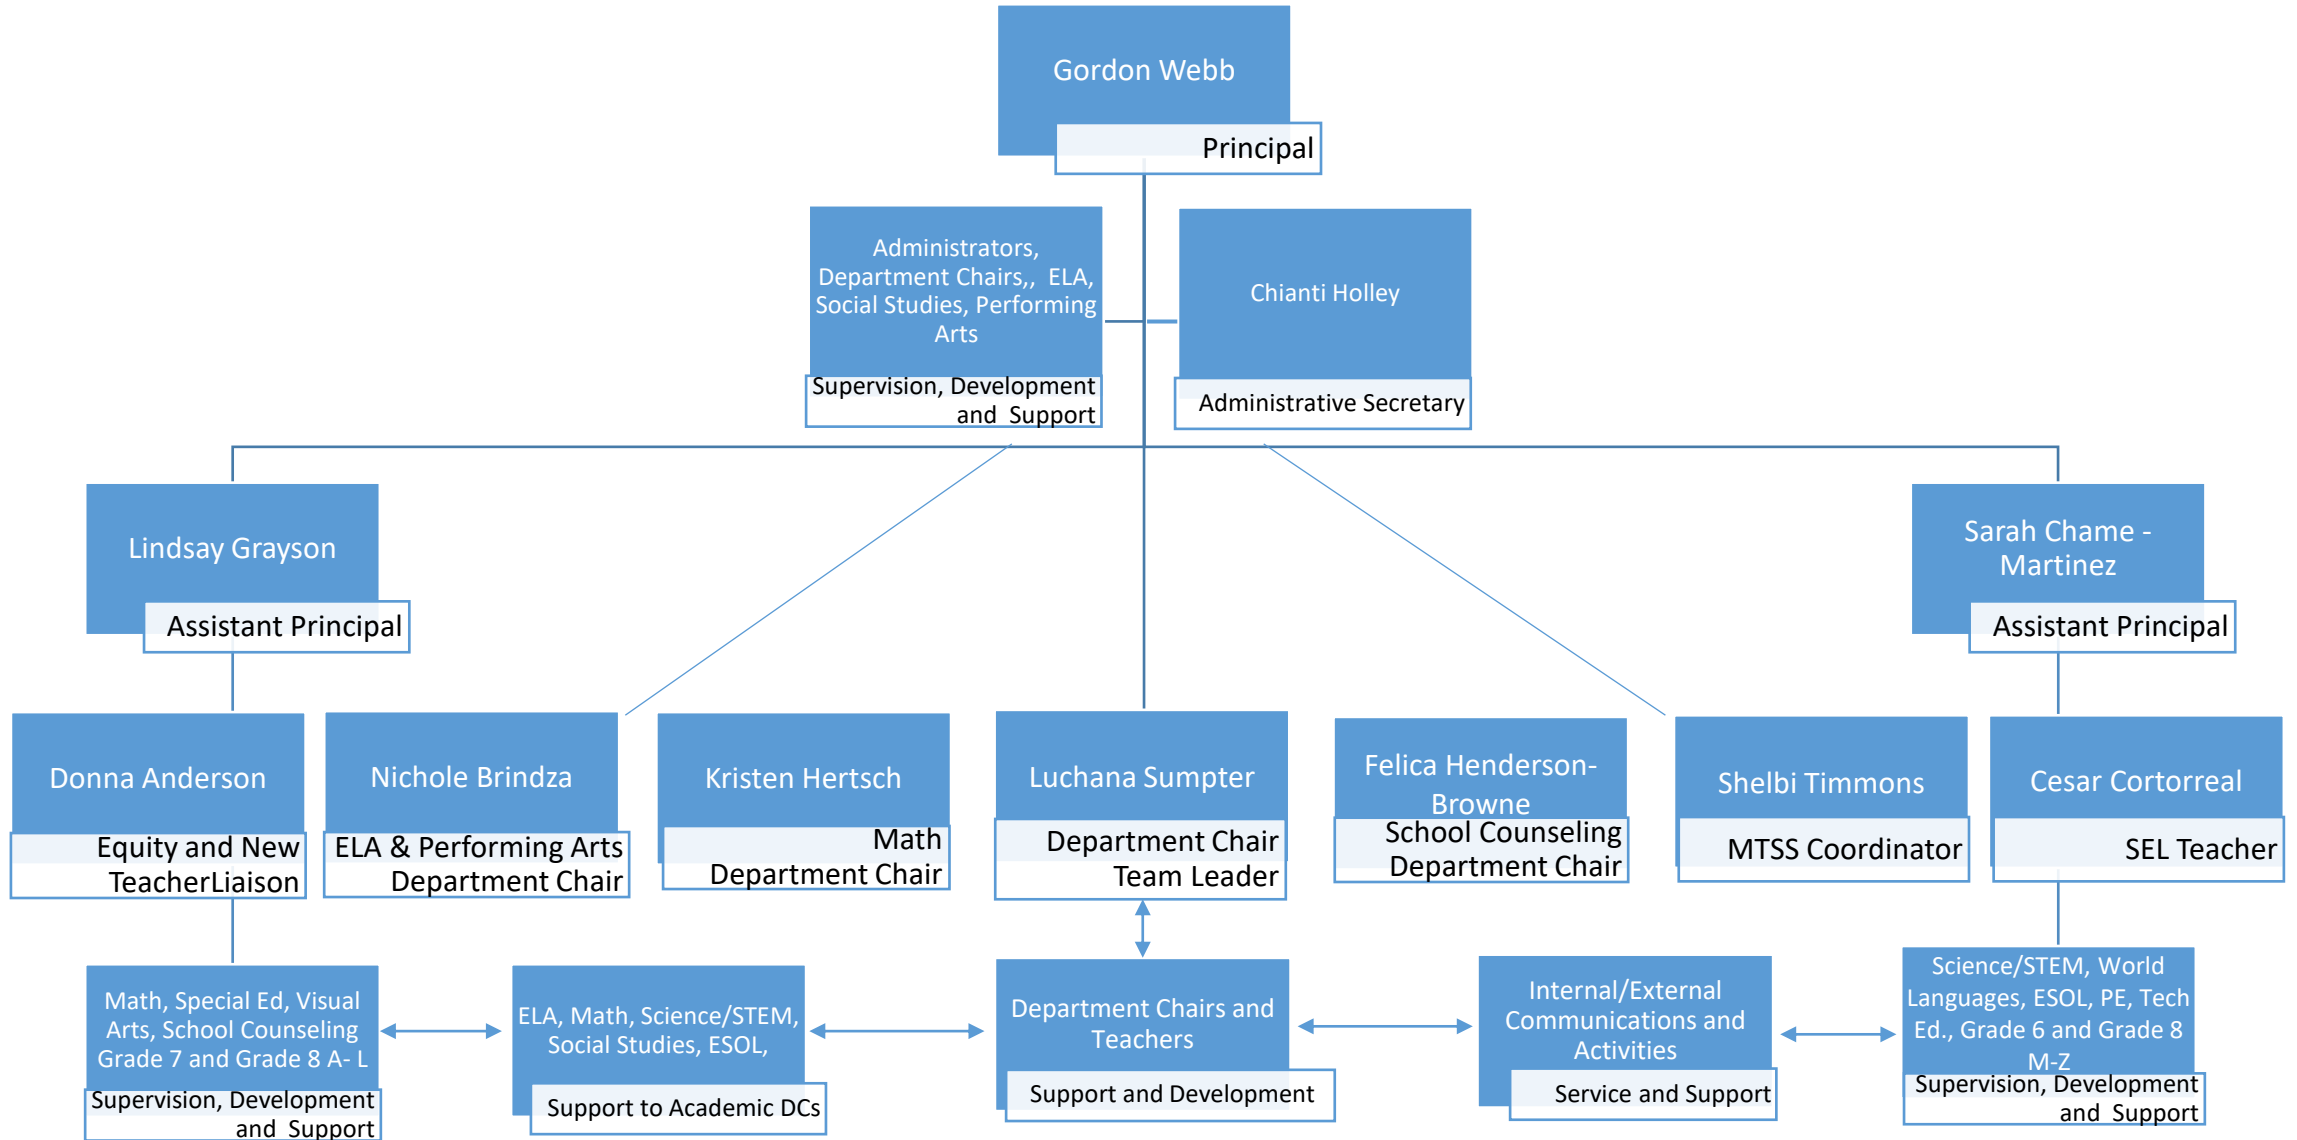 Gordon Webb
Principal
Administrators,
Department Chairs,, ELA,
Social Studies, Performing
Arts
Supervision, Development
and Support
Chianti Holley
Administrative Secretary
Lindsay Grayson
Assistant Principal
Sarah Chame -
Martinez
Assistant Principal
Donna Anderson
Equity and New
TeacherLiaison
Nichole Brindza
ELA & Performing Arts
Department Chair
Kristen Hertsch
Math
Department Chair
Luchana Sumpter
Department Chair
Team Leader
Felica Henderson-
Browne
School Counseling
Department Chair
Shelbi Timmons
MTSS Coordinator
Cesar Cortorreal
SEL Teacher
Math, Special Ed, Visual
Arts, School Counseling
Grade 7 and Grade 8 A- L
Supervision, Development
and Support
ELA, Math, Science/STEM,
Social Studies, ESOL,
Support to Academic DCs
Department Chairs and
Teachers
Support and Development
Internal/External
Communications and
Activities
Service and Support
Science/STEM, World
Languages, ESOL, PE, Tech
Ed., Grade 6 and Grade 8
M-Z
Supervision, Development
and Support